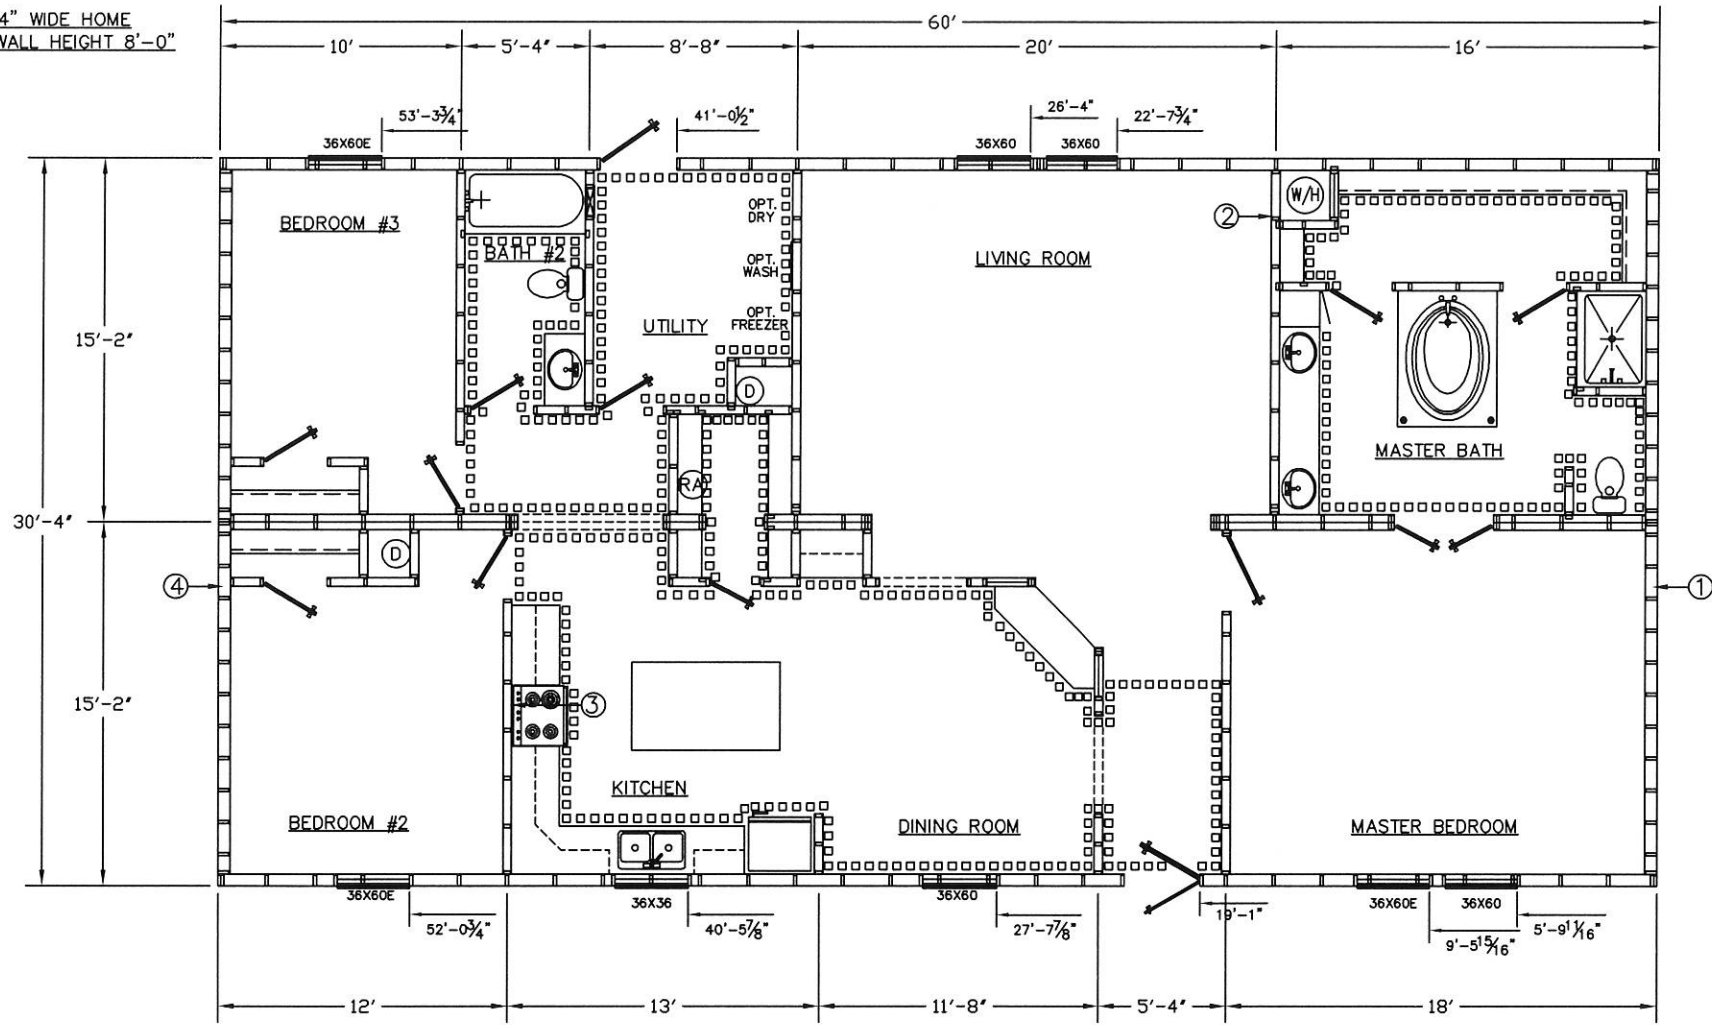 4" WIDE HOME
WALL HEIGHT 8'-0"
60'
10'
5'-4"
8'-8"
20'
16'
53'-3¾"
41'-0½"
26'-4"
22'-7¾"
36X60E
36X60
36X60
BEDROOM #3
BATH #2
OPT.
DRY
OPT.
WASH
OPT.
FREEZER
UTILITY
LIVING ROOM
2
W/H
15'-2"
D
RA
MASTER BATH
30'-4"
D
4
1
15'-2"
3
KITCHEN
BEDROOM #2
DINING ROOM
MASTER BEDROOM
36X60E
36X36
36X60
36X60E
36X60
52'-0¾"
40'-5⅞"
27'-7⅞"
19'-1"
5'-9 1/16"
9'-5 15/16"
12'
13'
11'-8"
5'-4"
18'